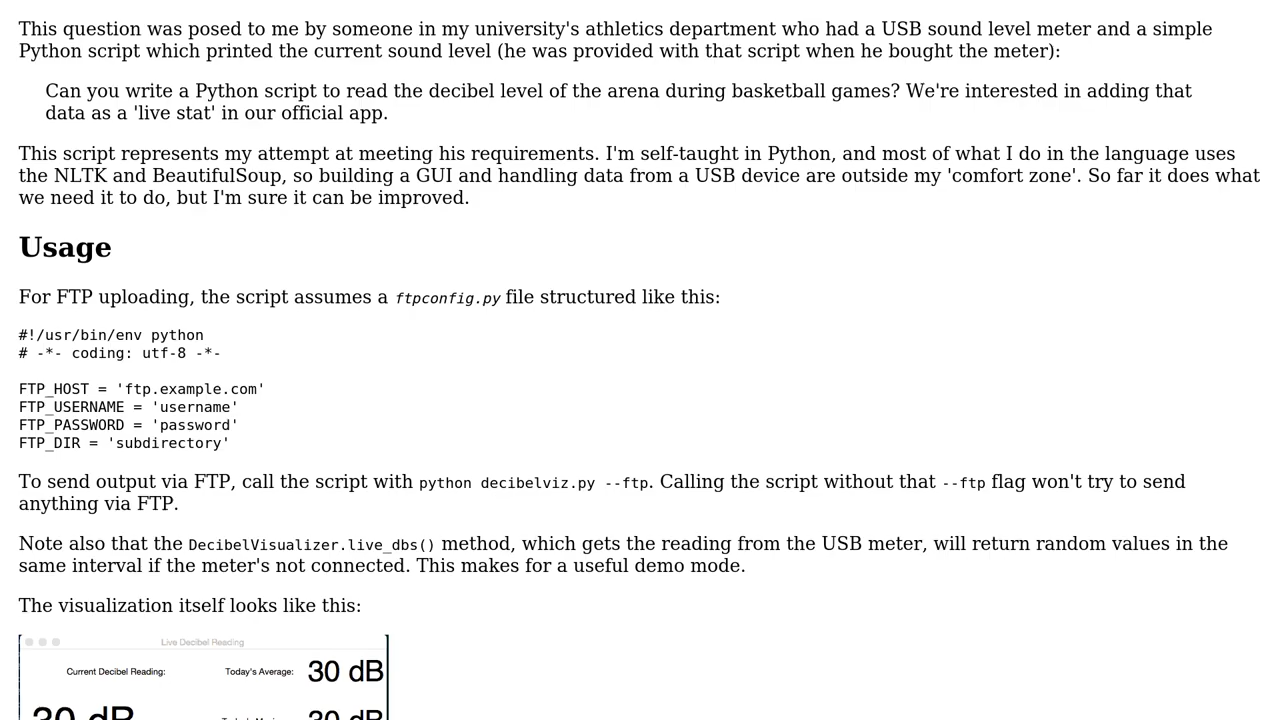 This question was posed to me by someone in my university's athletics department who had a USB sound level meter and a simple
Python script which printed the current sound level (he was provided with that script when he bought the meter):
Can you write a Python script to read the decibel level of the arena during basketball games? We're interested in adding that
data as a 'live stat' in our official app.
This script represents my attempt at meeting his requirements. I'm self-taught in Python, and most of what I do in the language uses
the NLTK and BeautifulSoup, so building a GUI and handling data from a USB device are outside my 'comfort zone'. So far it does what
we need it to do, but I'm sure it can be improved.
Usage
For FTP uploading, the script assumes a ftpconfig.py file structured like this:
#!/usr/bin/env python
# -*- coding: utf-8 -*-
FTP_HOST = 'ftp.example.com'
FTP_USERNAME = 'username'
FTP_PASSWORD = 'password'
FTP_DIR = 'subdirectory'
To send output via FTP, call the script with python decibelviz.py --ftp. Calling the script without that --ftp flag won't try to send
anything via FTP.
Note also that the DecibelVisualizer.live_dbs() method, which gets the reading from the USB meter, will return random values in the
same interval if the meter's not connected. This makes for a useful demo mode.
The visualization itself looks like this:
Live Decibel Reading
Current Decibel Reading: Today's Average: 30 dB
30 dB 30 dB